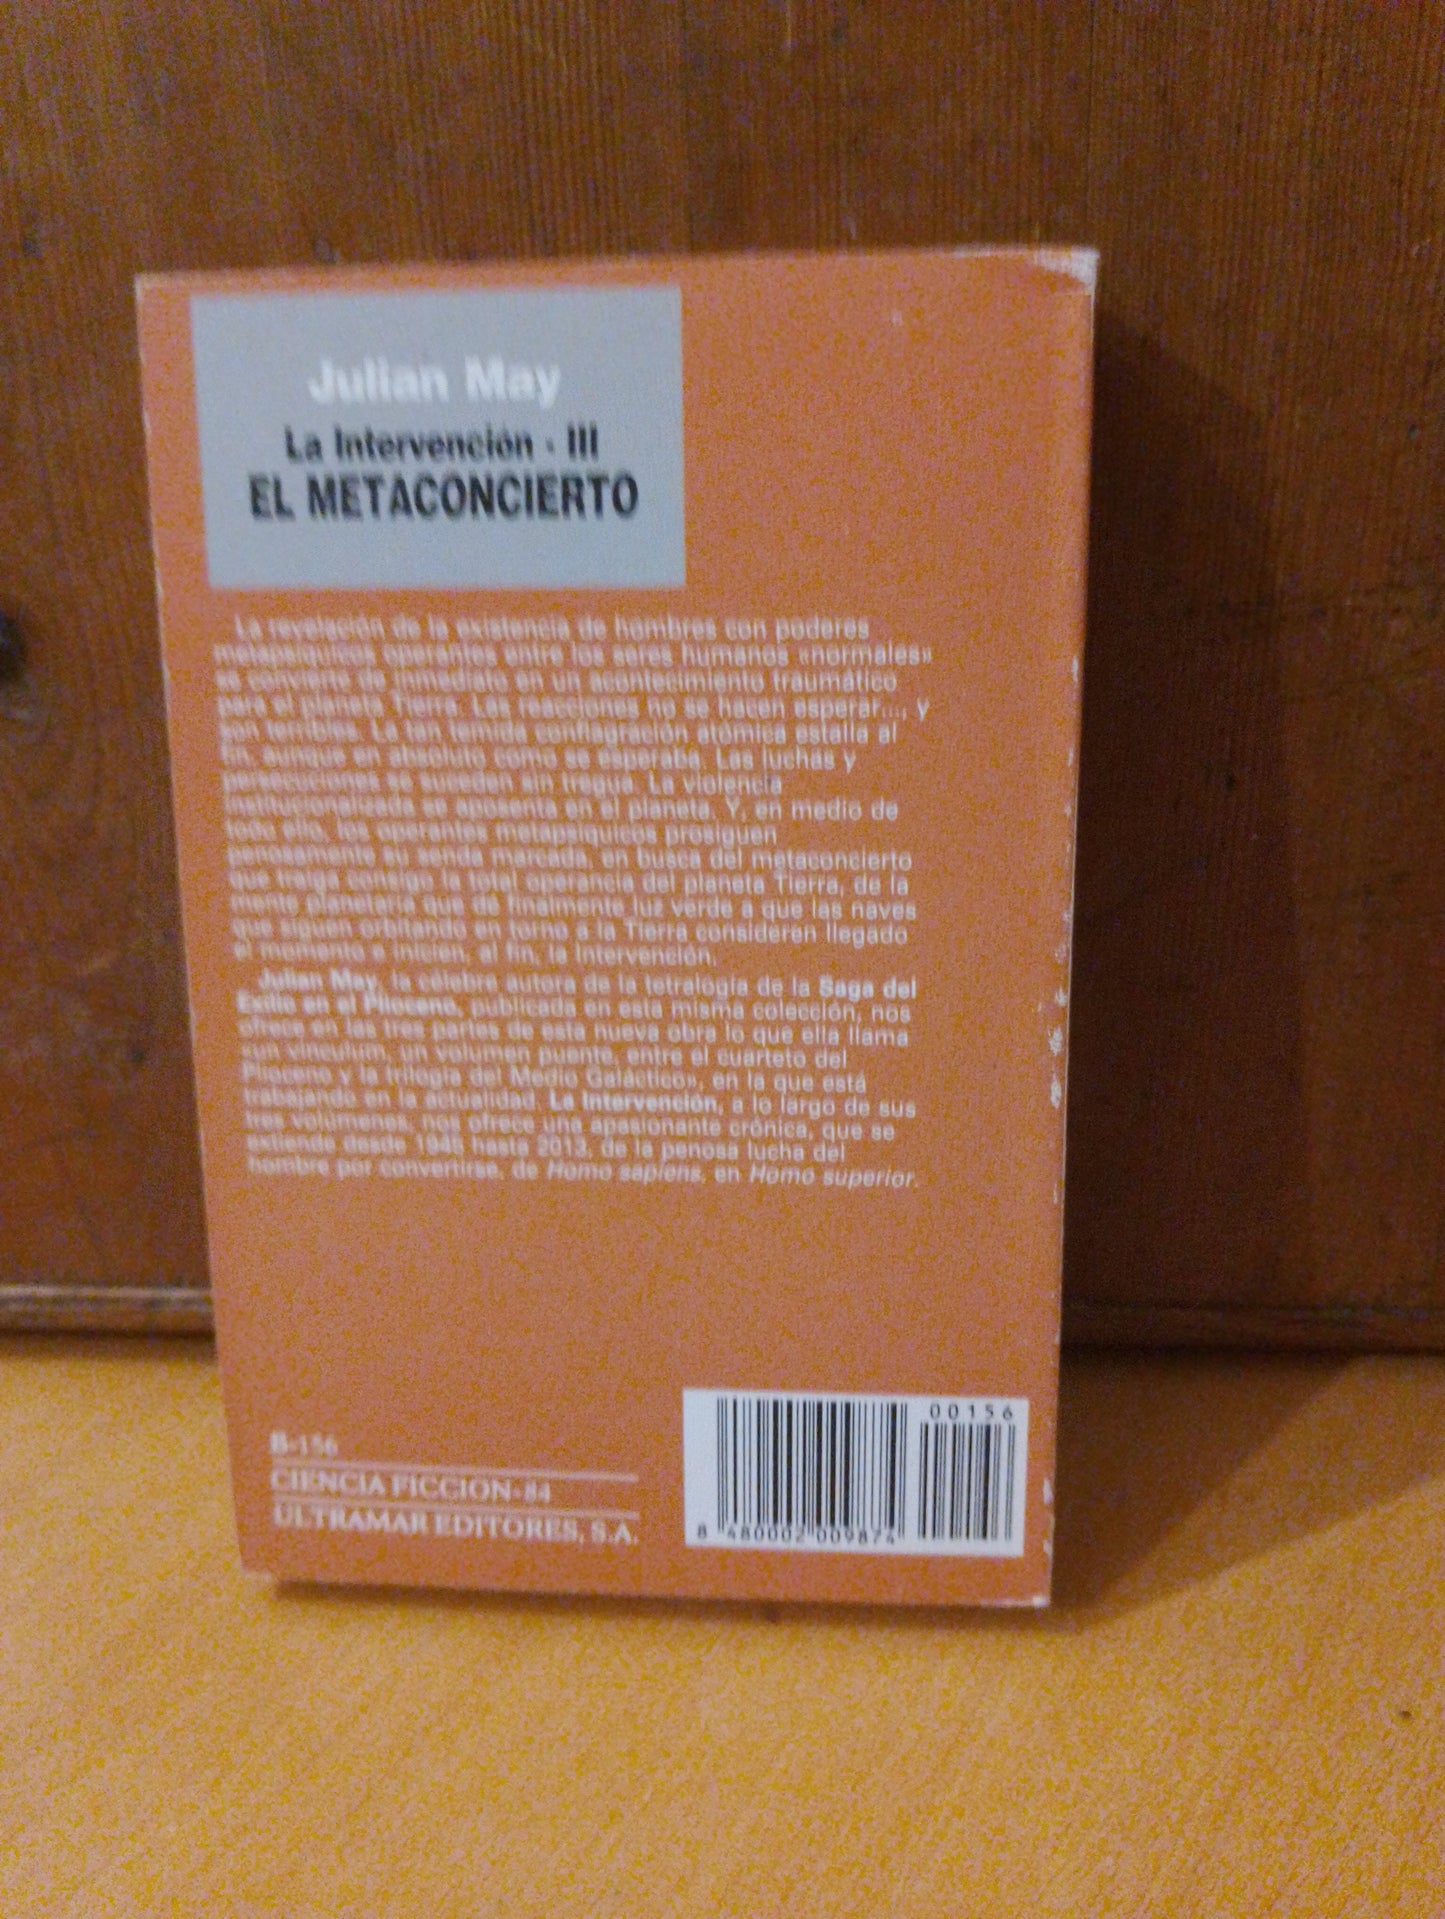 Julian May
La Intervención - III
EL METACONCIERTO
La revelación de la existencia de hombres con poderes
metapsíquicos operantes entre los seres humanos «normales»
se convierte de inmediato en un acontecimiento traumático
para el planeta Tierra. Las reacciones no se hacen esperar..., y
son terribles. La tan temida conflagración atómica estalla al
fin, aunque en absoluto como se esperaba. Las luchas y
persecuciones se suceden sin tregua. La violencia
institucionalizada se aposenta en el planeta. Y, en medio de
todo ello, los operantes metapsíquicos prosiguen
penosamente su senda marcada, en busca del metaconcierto
que traiga consigo la total operancia del planeta Tierra, de la
mente planetaria que dé finalmente luz verde a que las naves
que siguen orbitando en torno a la Tierra consideren llegado
el momento e inicien, al fin, la Intervención.
Julian May, la célebre autora de la tetralogía de la Saga del
Exilio en el Plioceno, publicada en esta misma colección, nos
ofrece en las tres partes de esta nueva obra lo que ella llama
«un vinculum, un volumen puente, entre el cuarteto del
Plioceno y la trilogía del Medio Galáctico», en la que está
trabajando en la actualidad. La Intervención, a lo largo de sus
tres volúmenes, nos ofrece una apasionante crónica, que se
extiende desde 1945 hasta 2013, de la penosa lucha del
hombre por convertirse, de Homo sapiens, en Homo superior.
B-156
CIENCIA FICCION-84
ULTRAMAR EDITORES, S.A.
00156
8 480002 009874